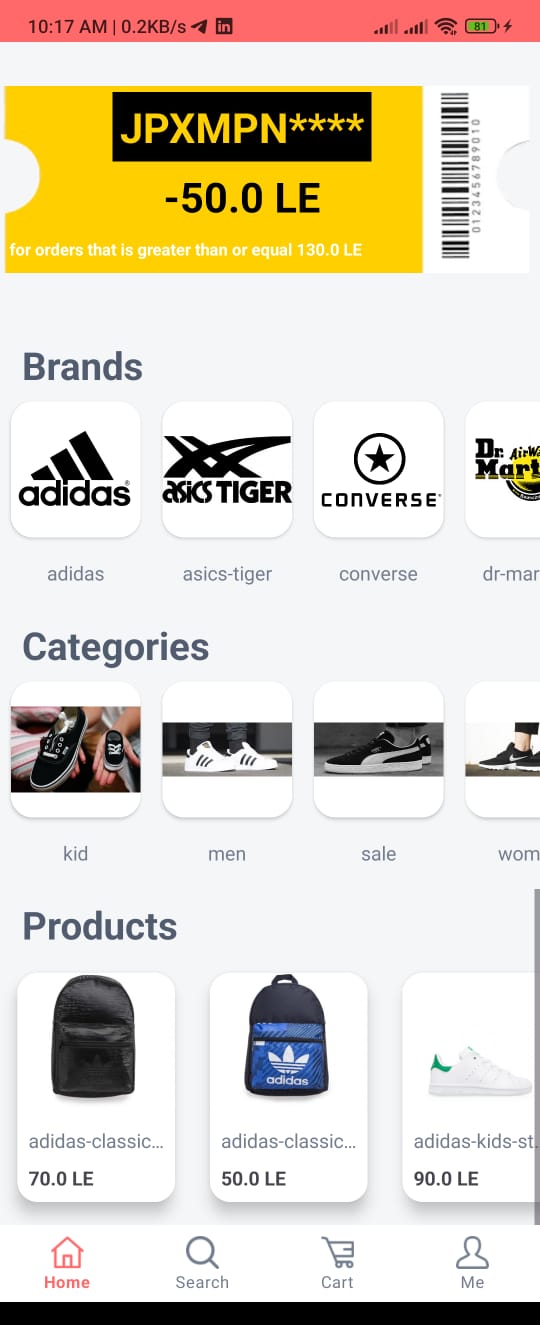 10:17 AM | 0.2KB/s
81
JPXMPN****
-50.0 LE
for orders that is greater than or equal 130.0 LE
0123456789010
Brands
adidas
asics TIGER
CONVERSE
Dr. AirWa
Mart
adidas
asics-tiger
converse
dr-mar
Categories
kid
men
sale
wom
Products
adidas
adidas-classic...
adidas-classic...
adidas-kids-st.
70.0 LE
50.0 LE
90.0 LE
Home
Search
Cart
Me